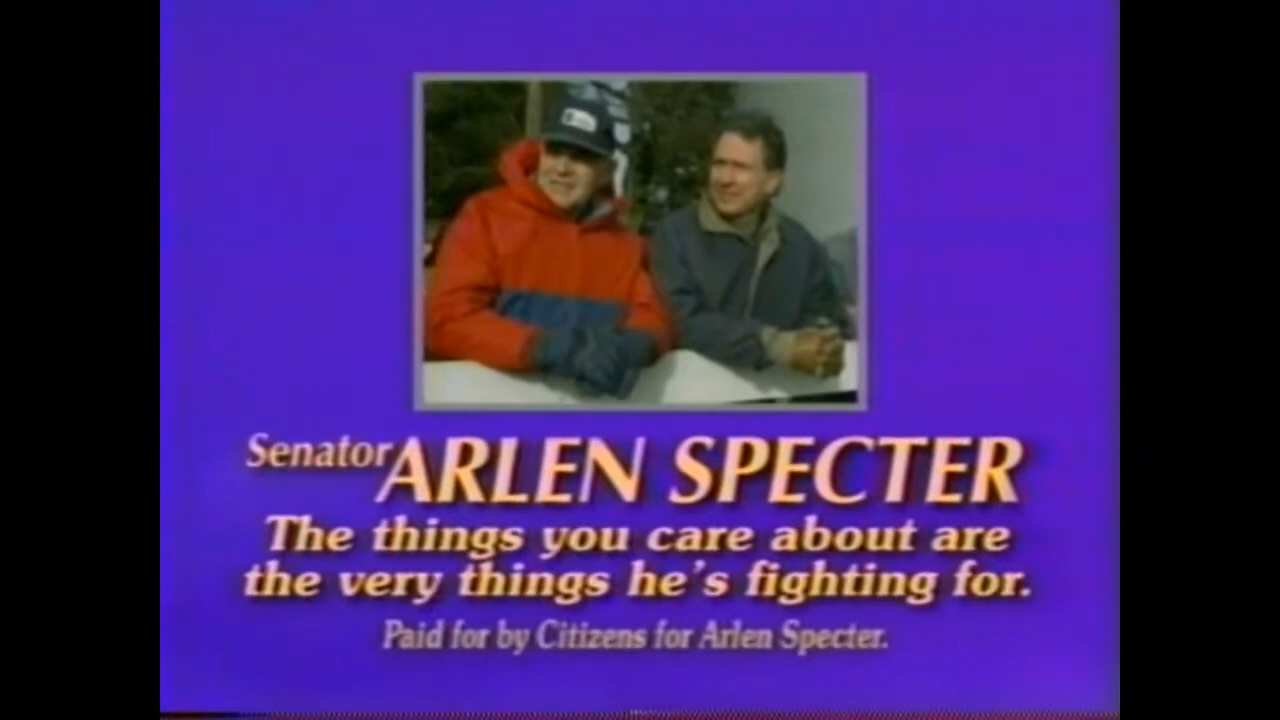 Senator ARLEN SPECTER
The things you care about are
the very things he's fighting for.
Paid for by Citizens for Arlen Specter.